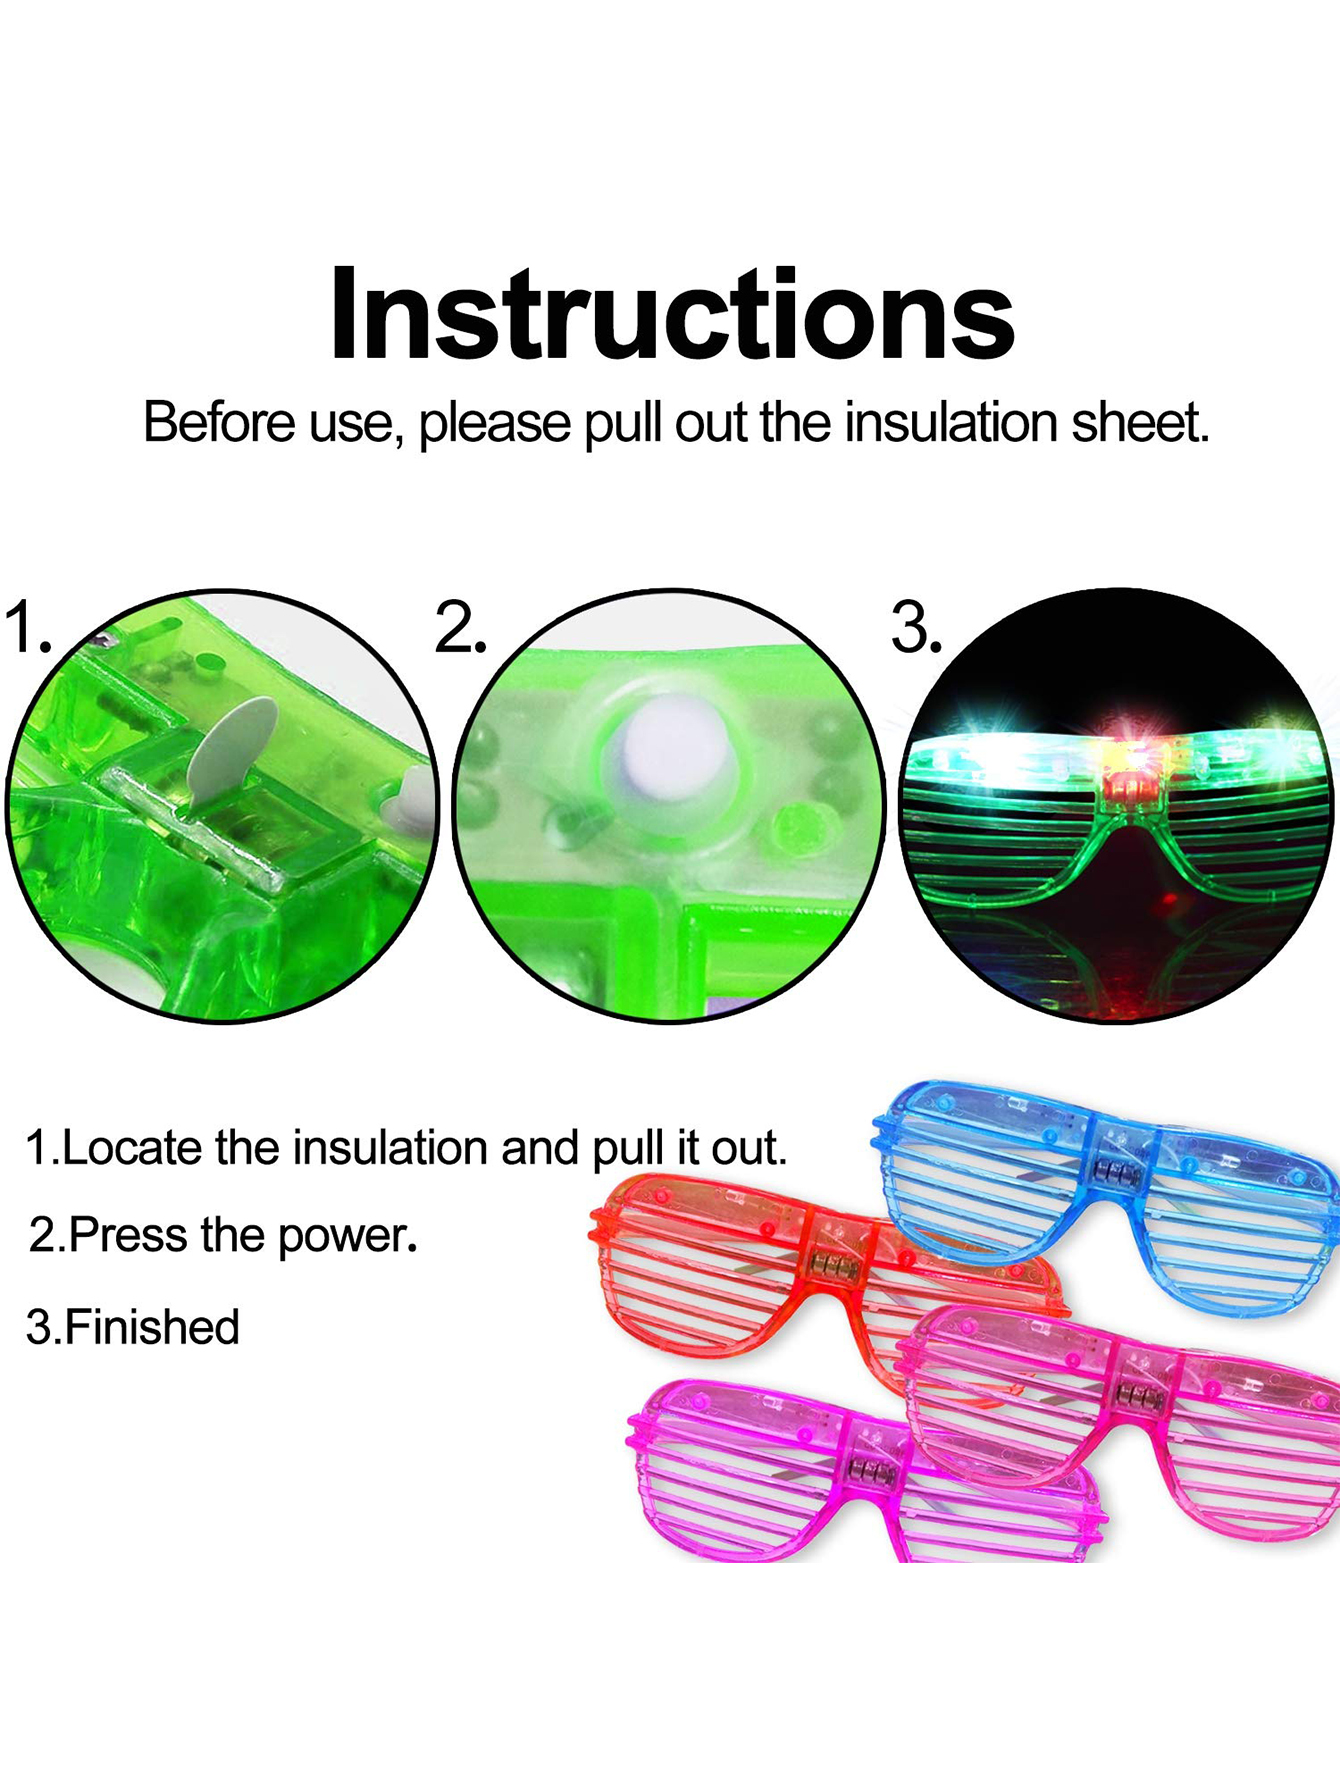 Instructions
Before use, please pull out the insulation sheet.
1.
2.
3.
1.Locate the insulation and pull it out.
2.Press the power.
3.Finished